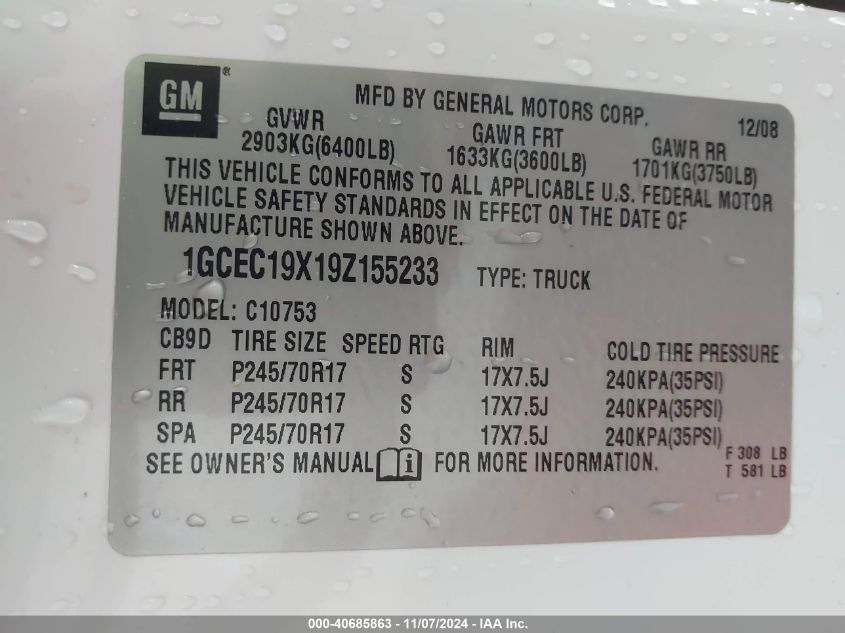 GM®
MFD BY GENERAL MOTORS CORP.
12/08
GVWR GAWR FRT GAWR RR
2903KG(6400LB) 1633KG(3600LB) 1701KG(3750LB)
THIS VEHICLE CONFORMS TO ALL APPLICABLE U.S. FEDERAL MOTOR
VEHICLE SAFETY STANDARDS IN EFFECT ON THE DATE OF
MANUFACTURE SHOWN ABOVE.
1GCEC19X19Z155233 TYPE: TRUCK
MODEL: C10753
CB9D TIRE SIZE SPEED RTG RIM COLD TIRE PRESSURE
FRT P245/70R17 S 17X7.5J 240KPA(35PSI)
RR P245/70R17 S 17X7.5J 240KPA(35PSI)
SPA P245/70R17 S 17X7.5J 240KPA(35PSI)
SEE OWNER'S MANUAL i FOR MORE INFORMATION.
F 308 LB
T 581 LB
000-40685863 - 11/07/2024 - IAA Inc.